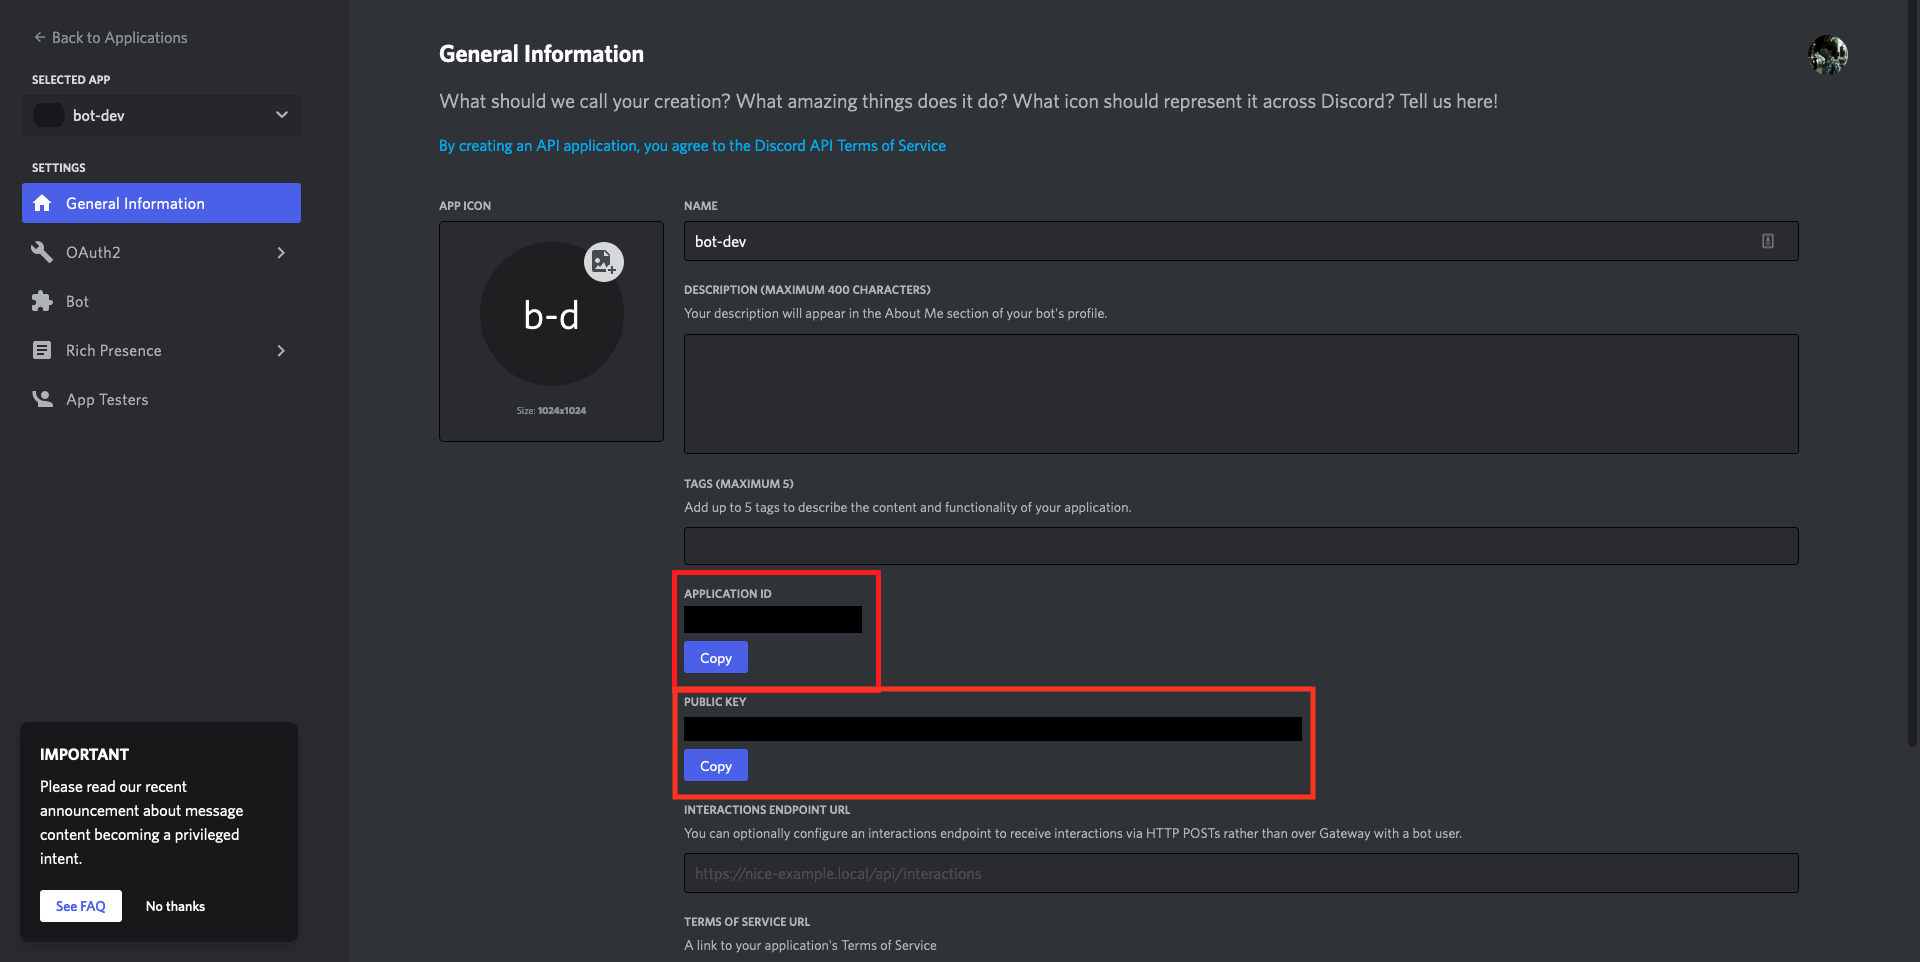 Back to Applications
SELECTED APP
bot-dev
SETTINGS
General Information
OAuth2
Bot
Rich Presence
App Testers
IMPORTANT
Please read our recent
announcement about message
content becoming a privileged
intent.
See FAQ
No thanks
General Information
What should we call your creation? What amazing things does it do? What icon should represent it across Discord? Tell us here!
By creating an API application, you agree to the Discord API Terms of Service
APP ICON
b-d
Size: 1024x1024
NAME
bot-dev
DESCRIPTION (MAXIMUM 400 CHARACTERS)
Your description will appear in the About Me section of your bot's profile.
TAGS (MAXIMUM 5)
Add up to 5 tags to describe the content and functionality of your application.
APPLICATION ID
Copy
PUBLIC KEY
Copy
INTERACTIONS ENDPOINT URL
You can optionally configure an interactions endpoint to receive interactions via HTTP POSTs rather than over Gateway with a bot user.
https://nice-example.local/api/interactions
TERMS OF SERVICE URL
A link to your application's Terms of Service